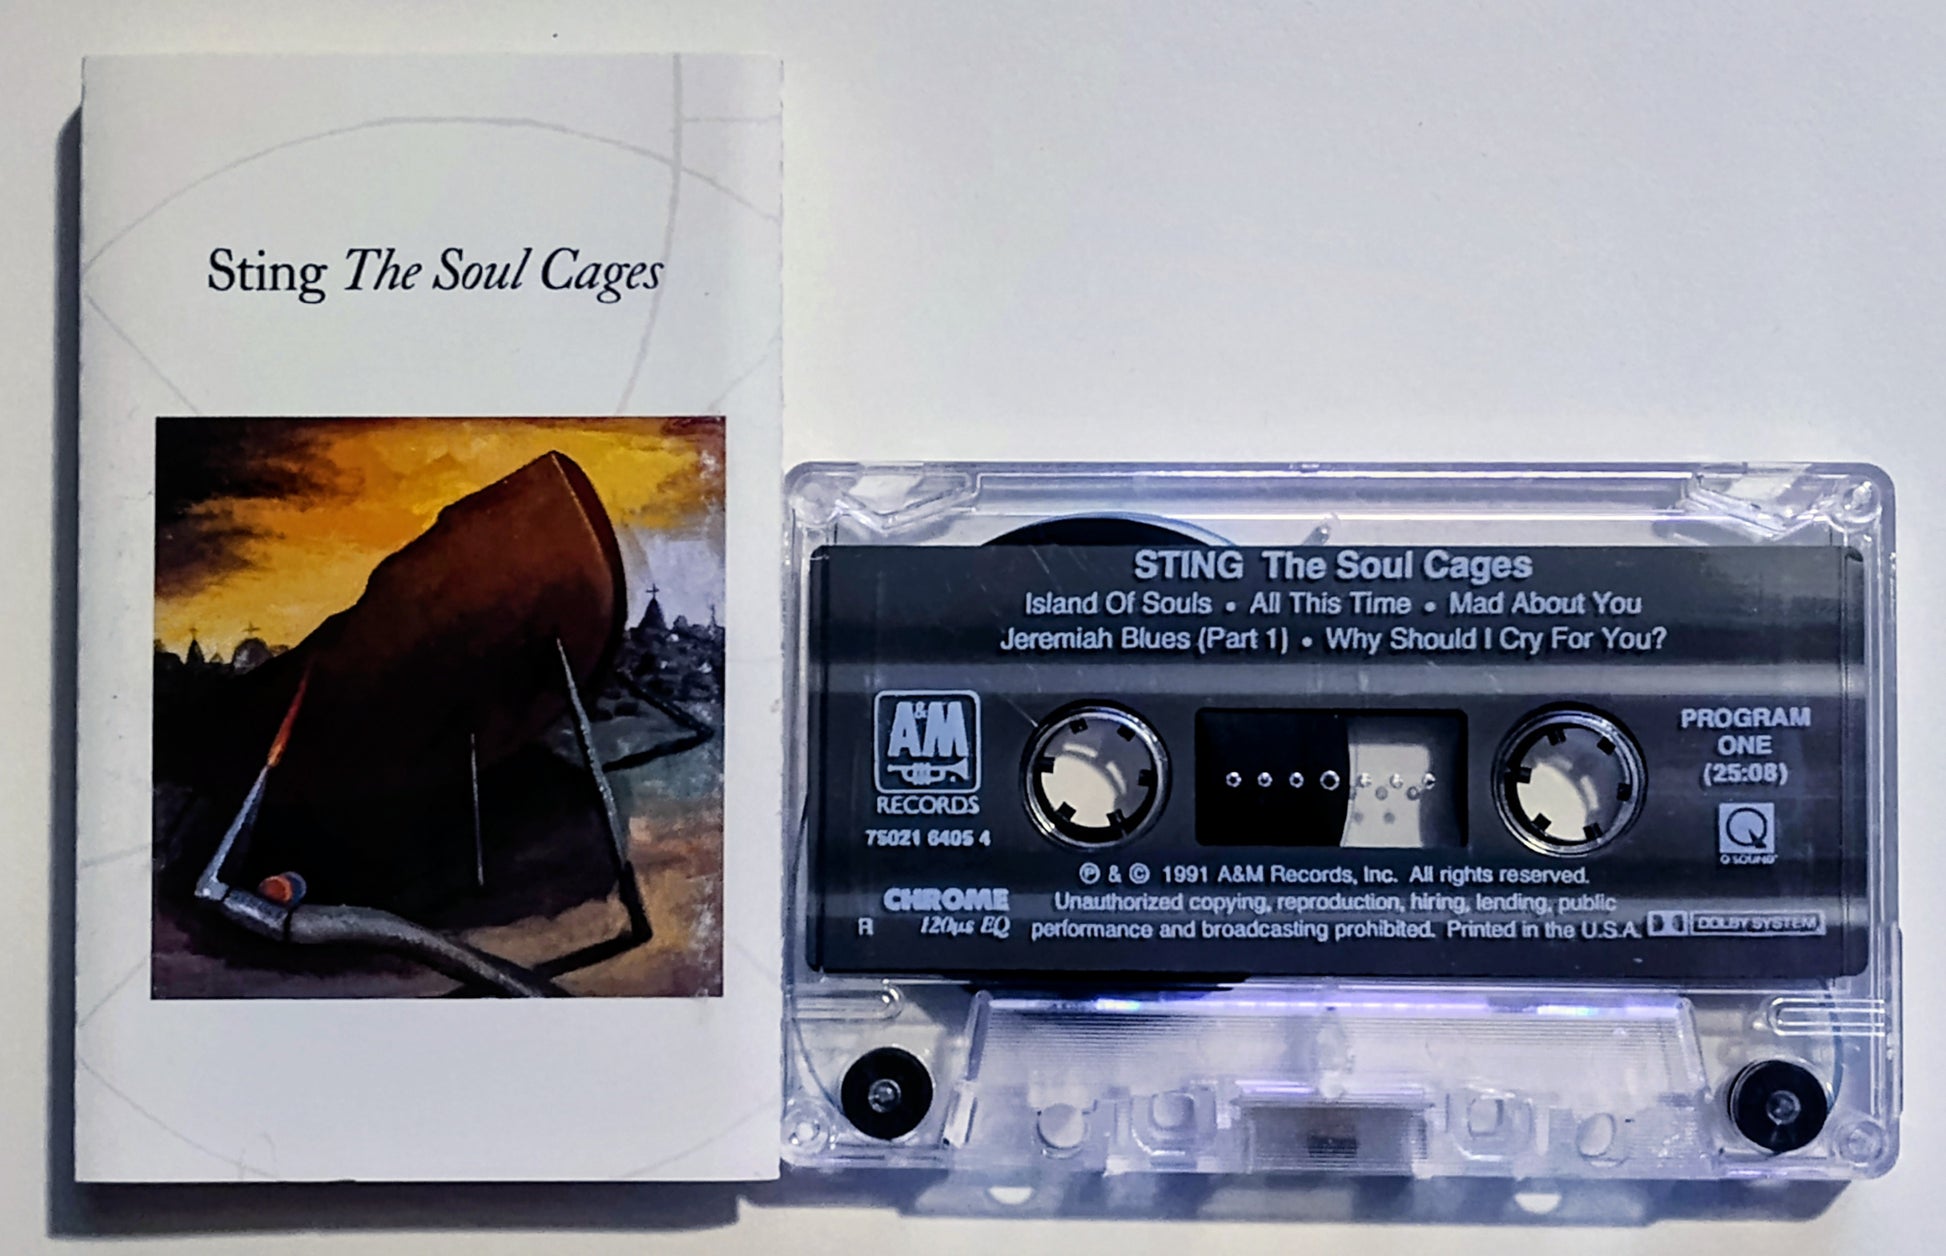 Sting The Soul Cages
STING The Soul Cages
Island Of Souls • All This Time • Mad About You
Jeremiah Blues (Part 1) • Why Should I Cry For You?
A&M
RECORDS
75021 6405 4
PROGRAM
ONE
(25:08)
Q SOUND™
℗ & © 1991 A&M Records, Inc. All rights reserved.
Unauthorized copying, reproduction, hiring, lending, public
performance and broadcasting prohibited. Printed in the U.S.A.
CHROME
R 120µs EQ
DOLBY SYSTEM